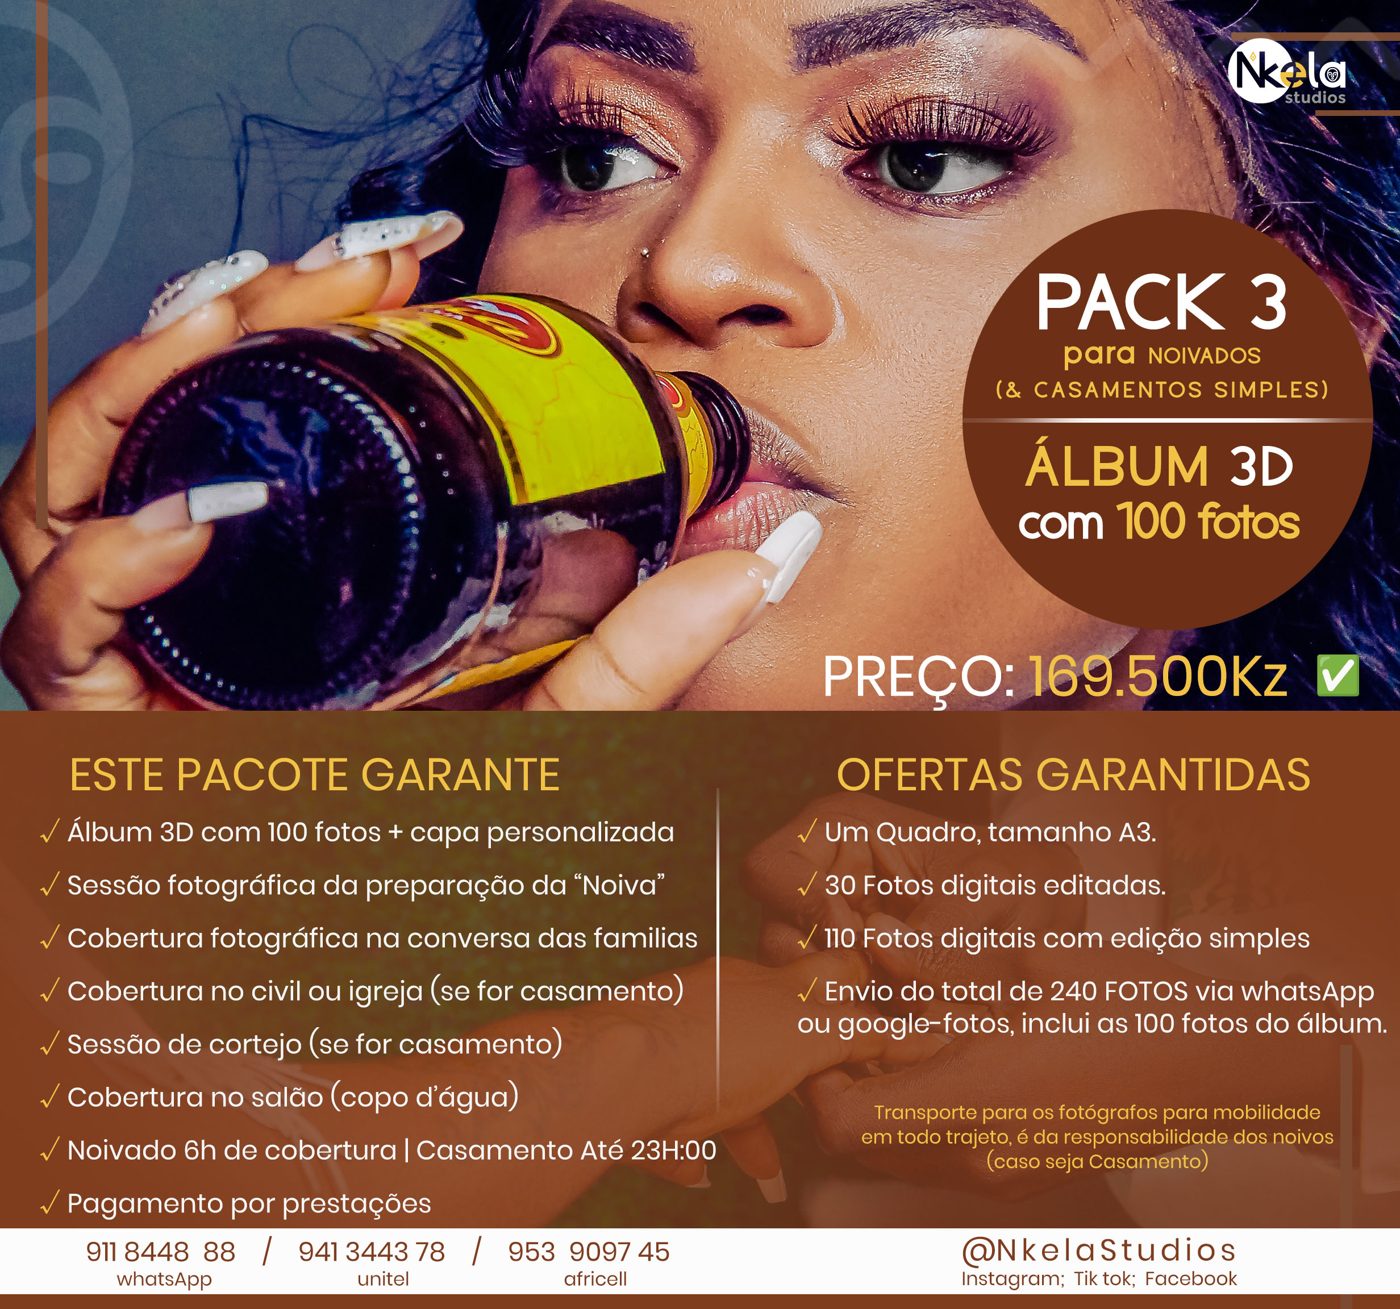 Nkela
studios
PACK 3
para NOIVADOS
(& CASAMENTOS SIMPLES)
ÁLBUM 3D
com 100 fotos
PREÇO: 169.500Kz ✅
ESTE PACOTE GARANTE
✓ Álbum 3D com 100 fotos + capa personalizada
✓ Sessão fotográfica da preparação da “Noiva”
✓ Cobertura fotográfica na conversa das familias
✓ Cobertura no civil ou igreja (se for casamento)
✓ Sessão de cortejo (se for casamento)
✓ Cobertura no salão (copo d’água)
✓ Noivado 6h de cobertura | Casamento Até 23H:00
✓ Pagamento por prestações
OFERTAS GARANTIDAS
✓ Um Quadro, tamanho A3.
✓ 30 Fotos digitais editadas.
✓ 110 Fotos digitais com edição simples
✓ Envio do total de 240 FOTOS via whatsApp
ou google-fotos, inclui as 100 fotos do álbum.
Transporte para os fotógrafos para mobilidade
em todo trajeto, é da responsabilidade dos noivos
(caso seja Casamento)
911 8448 88 / 941 3443 78 / 953 9097 45
whatsApp unitel africell
@NkelaStudios
Instagram; Tik tok; Facebook